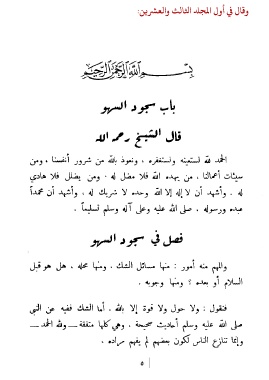 وقال في أول المجلد الثالث والعشرين:
بسم الله الرحمن الرحيم
باب سجود السهو
قال الشيخ رحمه الله
الحمد لله نستعينه ونستغفره ، ونعوذ بالله من شرور أنفسنا ، ومن
سيئات أعمالنا ، من يهده الله فلا مضل له . ومن يضلل فلا هادي
له . وأشهد أن لا إله إلا الله وحده لا شريك له ، وأشهد أن محمداً
عبده ورسوله . صلى الله عليه وعلى آله وسلم تسليماً .
فصل في سجود السهو
والمهم منه أمور : منها مسائل الشك . ومنها محله ، هل هو قبل
السلام أو بعده ؟ ومنها وجوبه .
فنقول : ولا حول ولا قوة إلا بالله . أما الشك ففيه عن النبي
صلى الله عليه وسلم أحاديث صحيحة ، وهي كلها متفقة ــ ولله الحمد ــ
وإنما تنازع الناس لكون بعضهم لم يفهم مراده .
٥